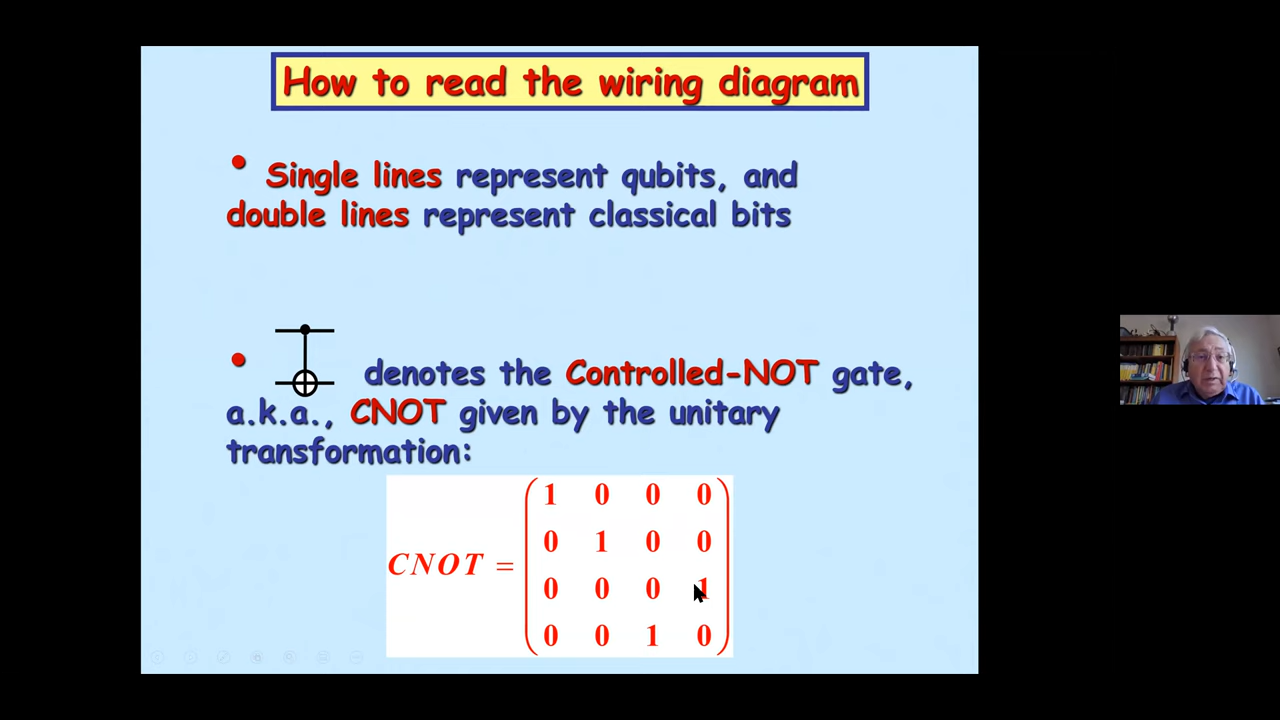 How to read the wiring diagram
• Single lines represent qubits, and
double lines represent classical bits
• denotes the Controlled-NOT gate,
a.k.a., CNOT given by the unitary
transformation:
1 0 0 0
0 1 0 0
CNOT =
0 0 0 1
0 0 1 0